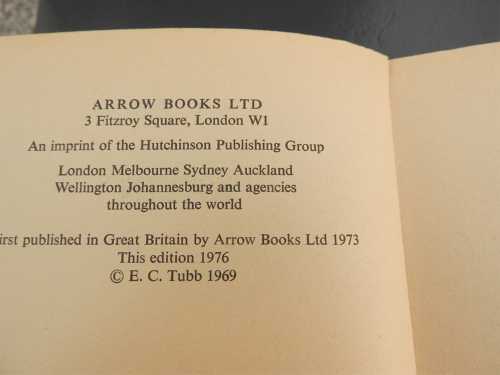 ARROW BOOKS LTD
3 Fitzroy Square, London W1
An imprint of the Hutchinson Publishing Group
London Melbourne Sydney Auckland
Wellington Johannesburg and agencies
throughout the world
irst published in Great Britain by Arrow Books Ltd 1973
This edition 1976
© E. C. Tubb 1969